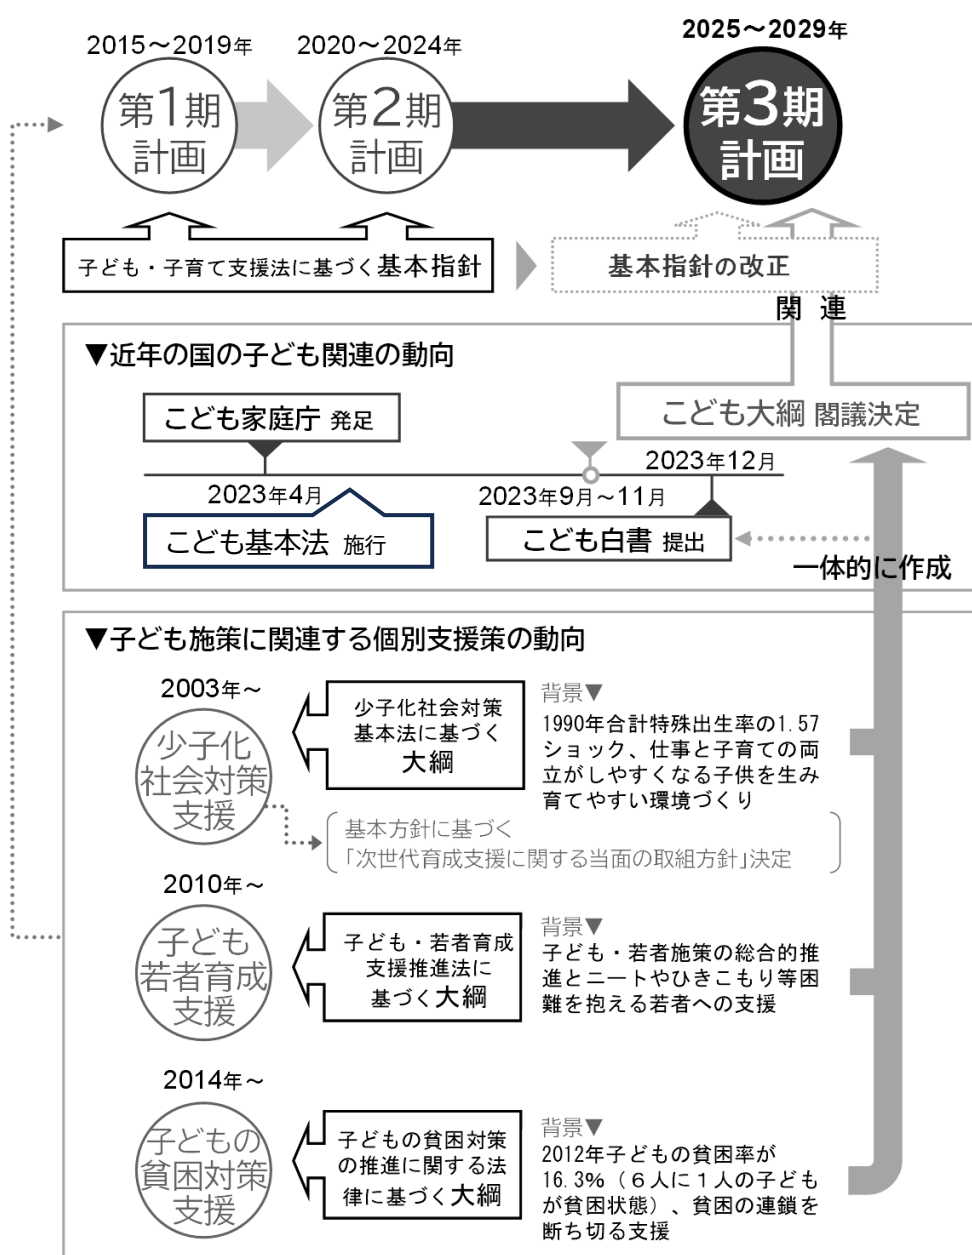 2015～2019年
2020～2024年
2025～2029年
第1期
計画
第2期
計画
第3期
計画
子ども・子育て支援法に基づく基本指針
基本指針の改正
関 連
▼近年の国の子ども関連の動向
こども家庭庁 発足
こども大綱 閣議決定
2023年4月
2023年9月～11月
2023年12月
こども基本法 施行
こども白書 提出
一体的に作成
▼子ども施策に関連する個別支援策の動向
2003年～
少子化
社会対策
支援
少子化社会対策
基本法に基づく
大綱
背景▼
1990年合計特殊出生率の1.57
ショック、仕事と子育ての両
立がしやすくなる子供を生み
育てやすい環境づくり
基本方針に基づく
「次世代育成支援に関する当面の取組方針」決定
2010年～
子ども
若者育成
支援
子ども・若者育成
支援推進法に
基づく大綱
背景▼
子ども・若者施策の総合的推
進とニートやひきこもり等困
難を抱える若者への支援
2014年～
子どもの
貧困対策
支援
子どもの貧困対策
の推進に関する法
律に基づく大綱
背景▼
2012年子どもの貧困率が
16.3%（６人に１人の子ども
が貧困状態）、貧困の連鎖を
断ち切る支援